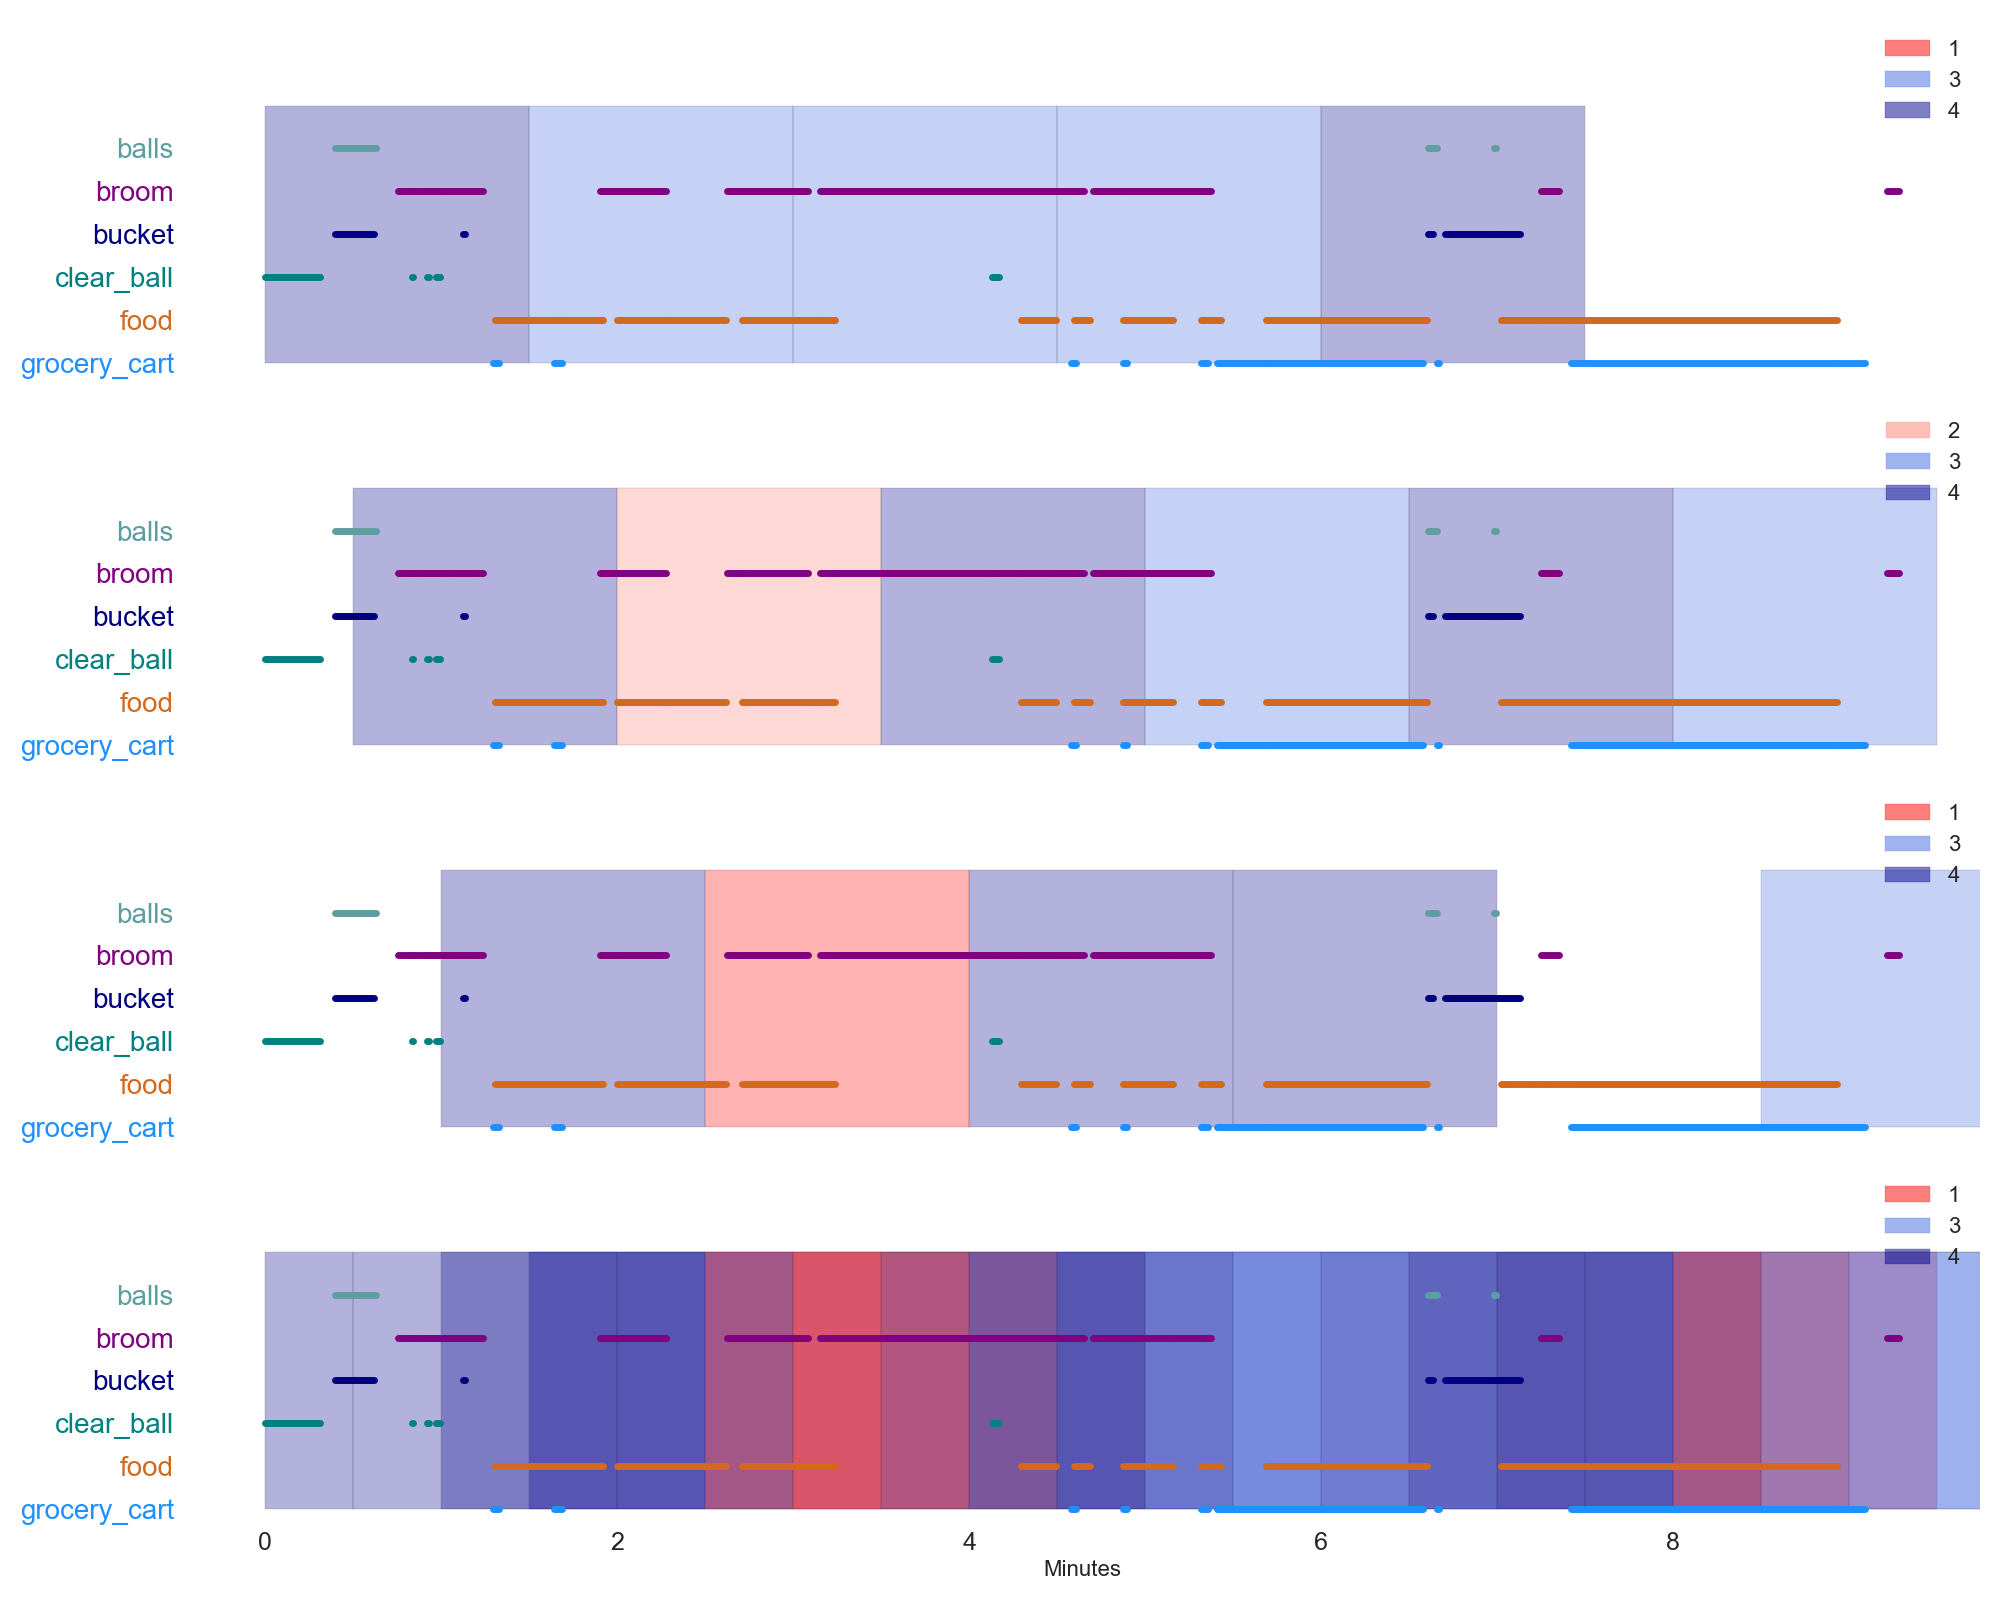 1
3
4
balls
broom
bucket
clear_ball
food
grocery_cart
2
3
4
balls
broom
bucket
clear_ball
food
grocery_cart
1
3
4
balls
broom
bucket
clear_ball
food
grocery_cart
1
3
4
balls
broom
bucket
clear_ball
food
grocery_cart
0 2 4 6 8
Minutes